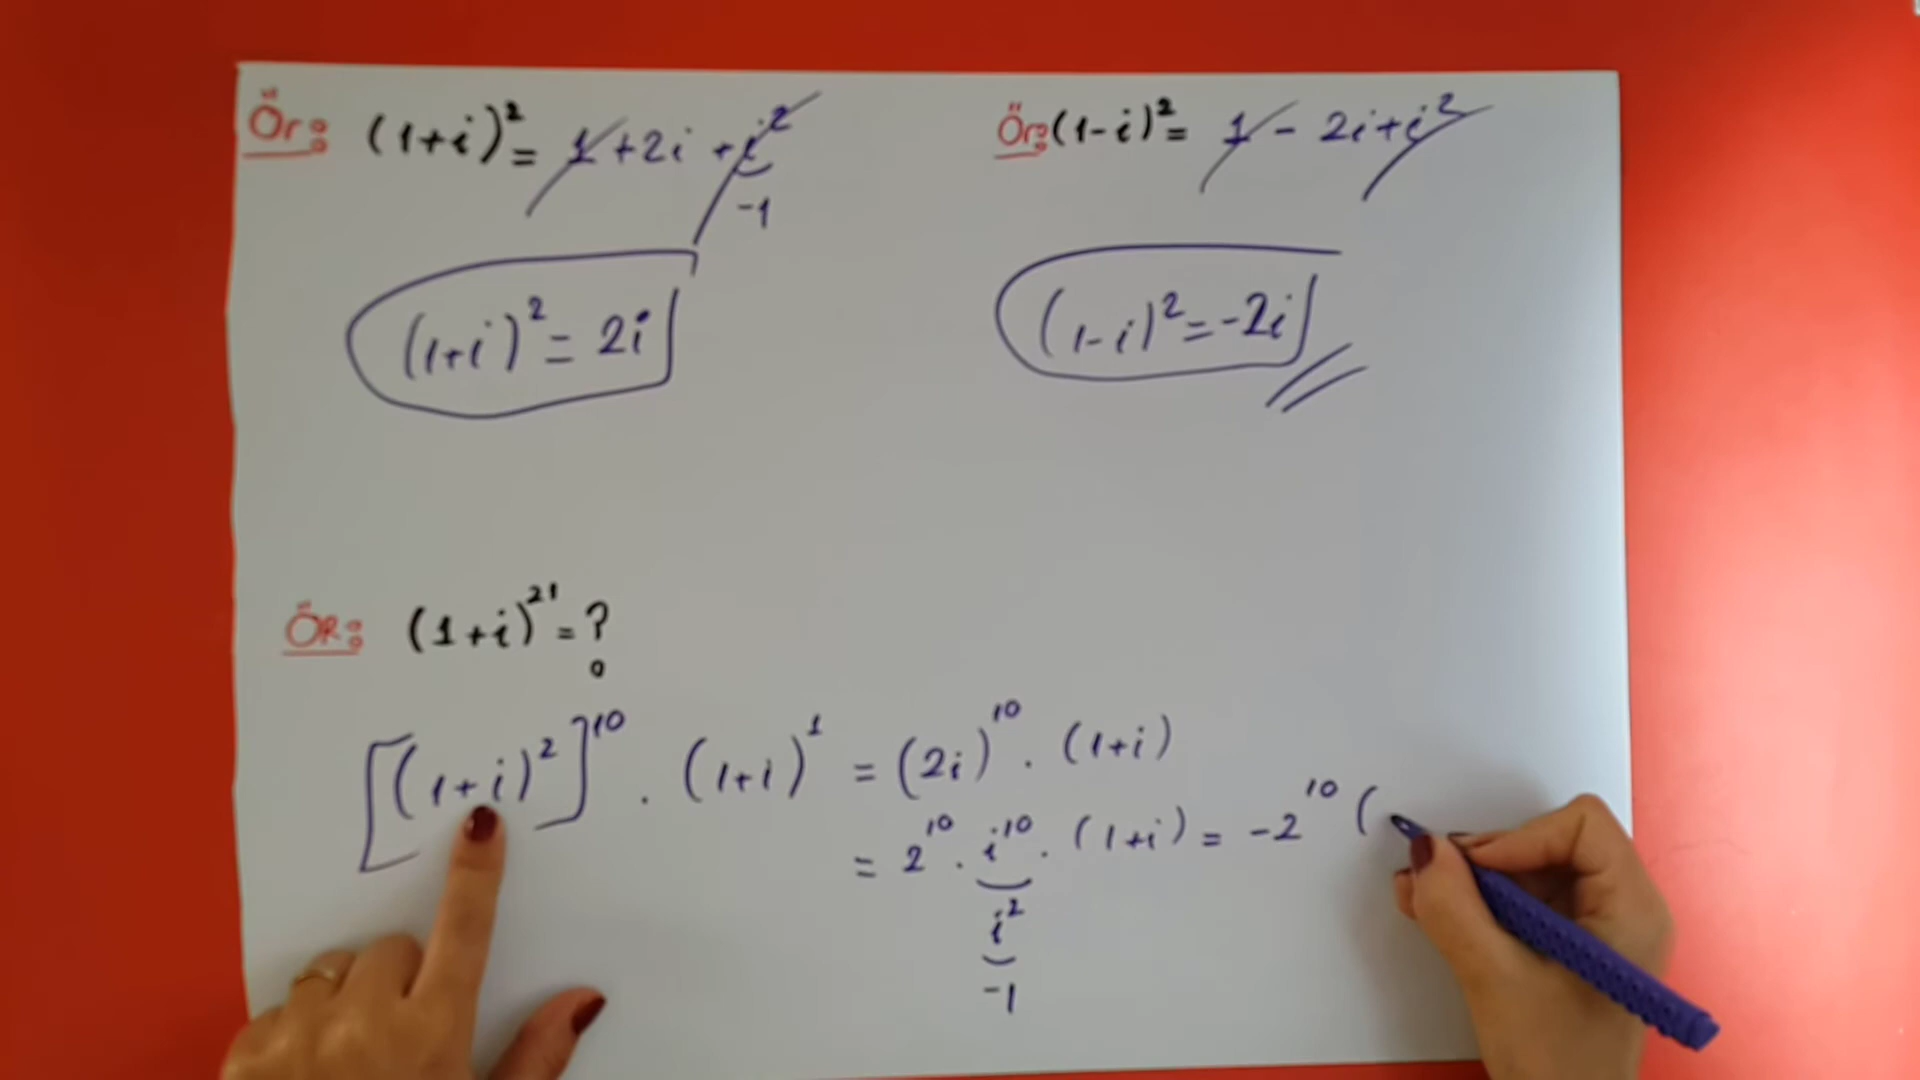 Ör: (1+i)² = 1 + 2i + i²
-1
(1+i)² = 2i
Ör: (1-i)² = 1 - 2i + i²
(1-i)² = -2i
ÖR: (1+i)²¹ = ?
[(1+i)²]¹⁰ . (1+i)¹ = (2i)¹⁰ . (1+i)
= 2¹⁰ . i¹⁰ . (1+i) = -2¹⁰ (
i²
-1